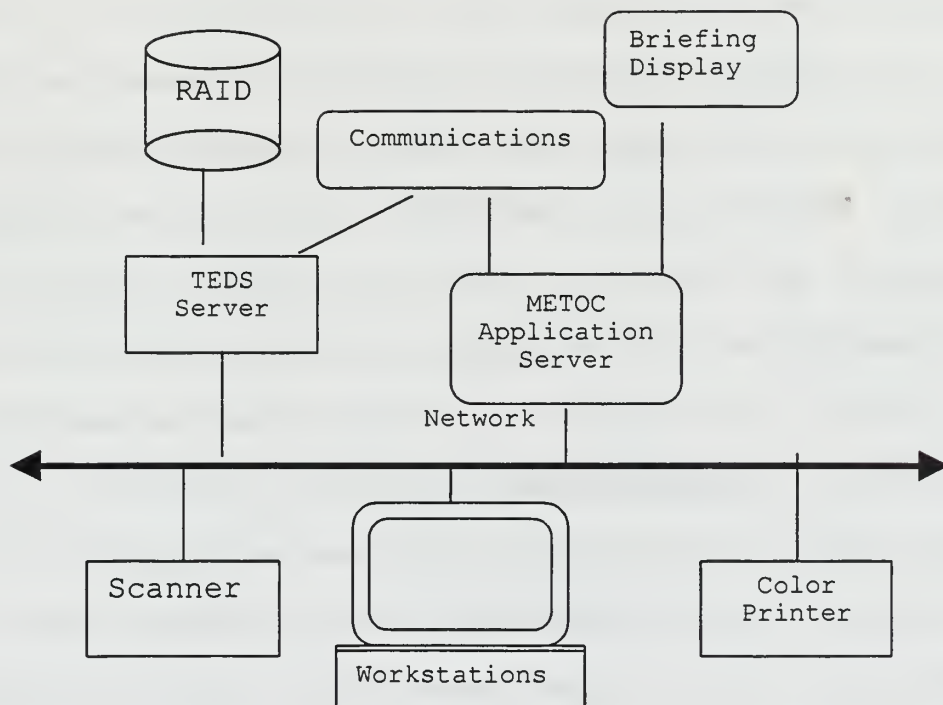 Briefing
Display
RAID
Communications
TEDS
Server
METOC
Application
Server
Network
Scanner
Color
Printer
Workstations